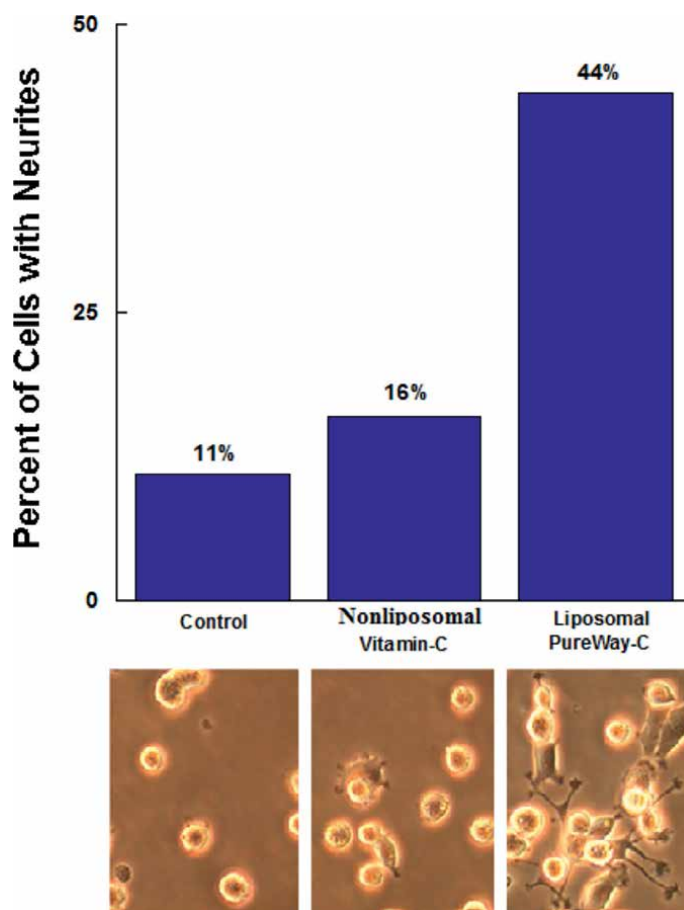 50
44%
Percent of Cells with Neurites
25
16%
11%
0
Control
Nonliposomal
Vitamin-C
Liposomal
PureWay-C